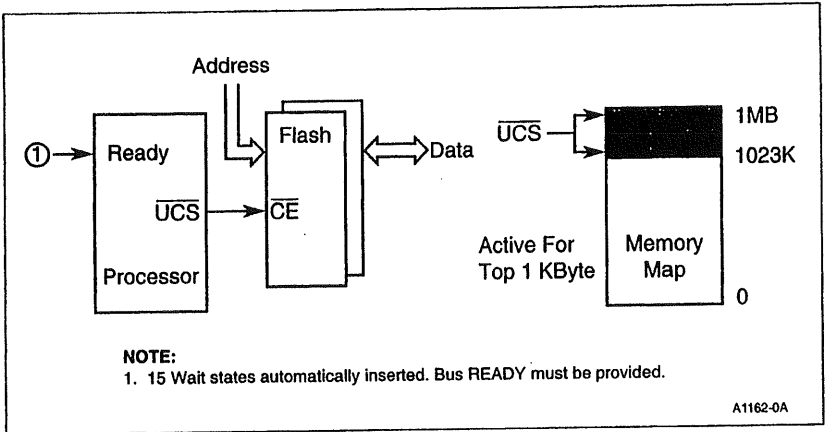 Address
1
Ready
UCS
Processor
Flash
CE
Data
UCS
1MB
1023K
Active For
Top 1 KByte
Memory
Map
0
NOTE:
1. 15 Wait states automatically inserted. Bus READY must be provided.
A1162-0A